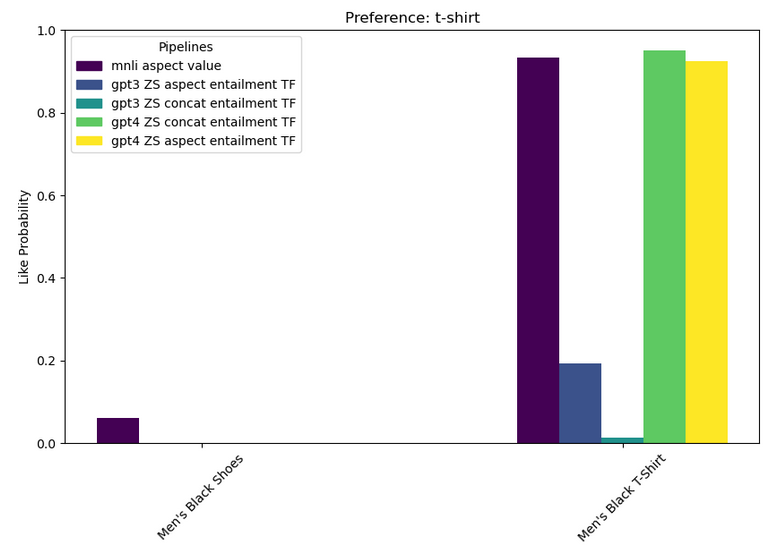 Preference: t-shirt
Pipelines
mnli aspect value
gpt3 ZS aspect entailment TF
gpt3 ZS concat entailment TF
gpt4 ZS concat entailment TF
gpt4 ZS aspect entailment TF
1.0
0.8
0.6
0.4
0.2
0.0
Like Probability
Men's Black Shoes
Men's Black T-Shirt